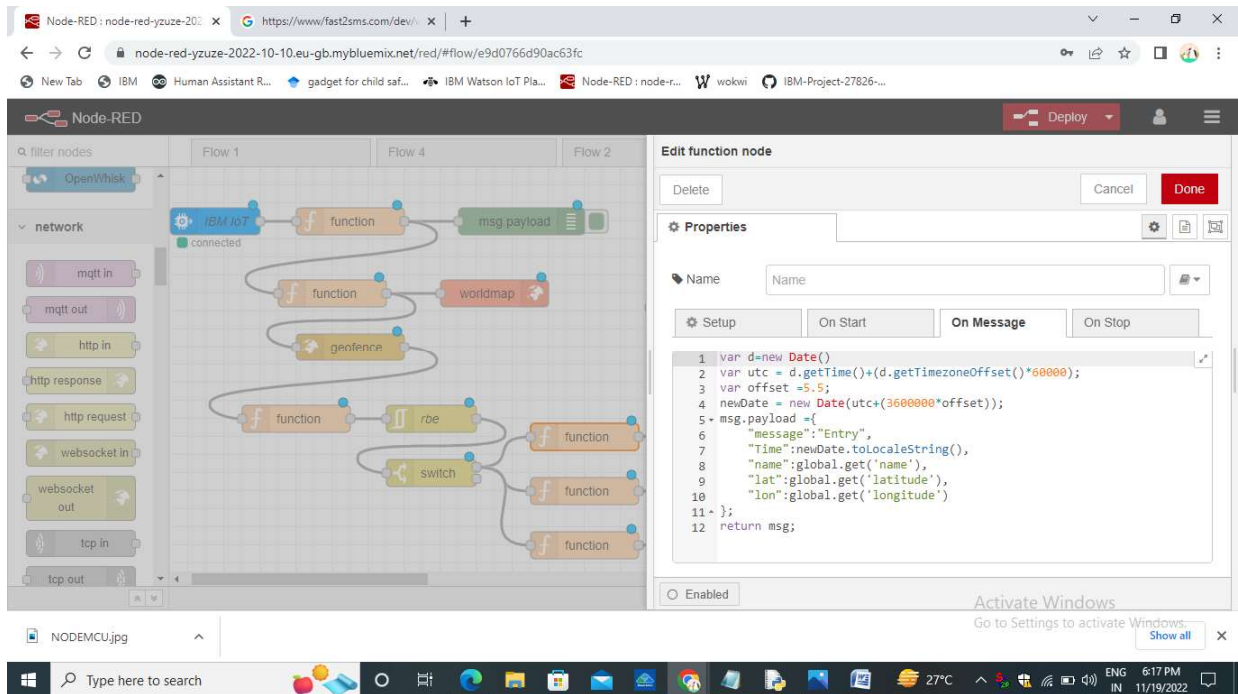 Node-RED : node-red-yzuze-202
https://www/fast2sms.com/dev/
node-red-yzuze-2022-10-10.eu-gb.mybluemix.net/red/#flow/e9d0766d90ac63fc
New Tab IBM Human Assistant R... gadget for child saf... IBM Watson IoT Pla... Node-RED : node-r... wokwi IBM-Project-27826-...
Node-RED
Deploy
filter nodes
Flow 1 Flow 4 Flow 2
OpenWhisk
network
mqtt in
mqtt out
http in
http response
http request
websocket in
websocket
out
tcp in
tcp out
IBM IoT
connected
function
msg.payload
function
worldmap
geofence
function
rbe
switch
function
function
function
Edit function node
Delete Cancel Done
Properties
Name Name
Setup On Start On Message On Stop
1 var d=new Date()
2 var utc = d.getTime()+(d.getTimezoneOffset()*60000);
3 var offset =5.5;
4 newDate = new Date(utc+(3600000*offset));
5 msg.payload ={
6 "message":"Entry",
7 "Time":newDate.toLocaleString(),
8 "name":global.get('name'),
9 "lat":global.get('latitude'),
10 "lon":global.get('longitude')
11 };
12 return msg;
Enabled
Activate Windows
Go to Settings to activate Windows.
NODEMCU.jpg
Show all
Type here to search
27°C
ENG
IN
6:17 PM
11/19/2022